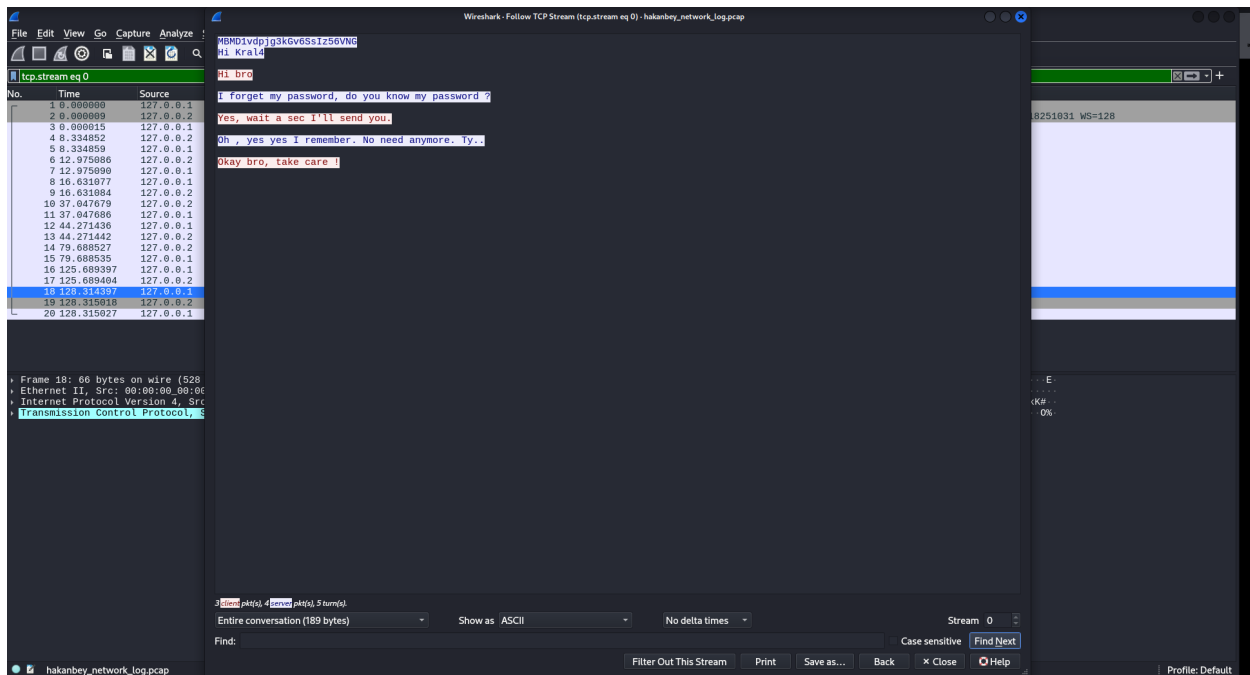 Wireshark · Follow TCP Stream (tcp.stream eq 0) · hakanbey_network_log.pcap
File Edit View Go Capture Analyze
tcp.stream eq 0
No. Time Source
1 0.000000 127.0.0.1
2 0.000009 127.0.0.2
3 0.000015 127.0.0.1
4 8.334852 127.0.0.2
5 8.334859 127.0.0.1
6 12.975086 127.0.0.2
7 12.975090 127.0.0.1
8 16.631077 127.0.0.1
9 16.631084 127.0.0.2
10 37.047679 127.0.0.2
11 37.047686 127.0.0.1
12 44.271436 127.0.0.1
13 44.271442 127.0.0.2
14 79.688527 127.0.0.2
15 79.688535 127.0.0.1
16 125.689397 127.0.0.1
17 125.689404 127.0.0.2
18 128.314397 127.0.0.1
19 128.315018 127.0.0.2
20 128.315027 127.0.0.1
Frame 18: 66 bytes on wire (528
Ethernet II, Src: 00:00:00_00:00
Internet Protocol Version 4, Src
Transmission Control Protocol, S
MBMD1vdpjg3kGv6SsIz56VNG
Hi Kral4
Hi bro
I forget my password, do you know my password ?
Yes, wait a sec I'll send you.
Oh , yes yes I remember. No need anymore. Ty..
Okay bro, take care !
18251031 WS=128
E·
K#··
·0%·
3 client pkt(s), 4 server pkt(s), 5 turn(s).
Entire conversation (189 bytes) Show as ASCII No delta times Stream 0
Find: Case sensitive Find Next
Filter Out This Stream Print Save as... Back × Close Help
hakanbey_network_log.pcap Profile: Default